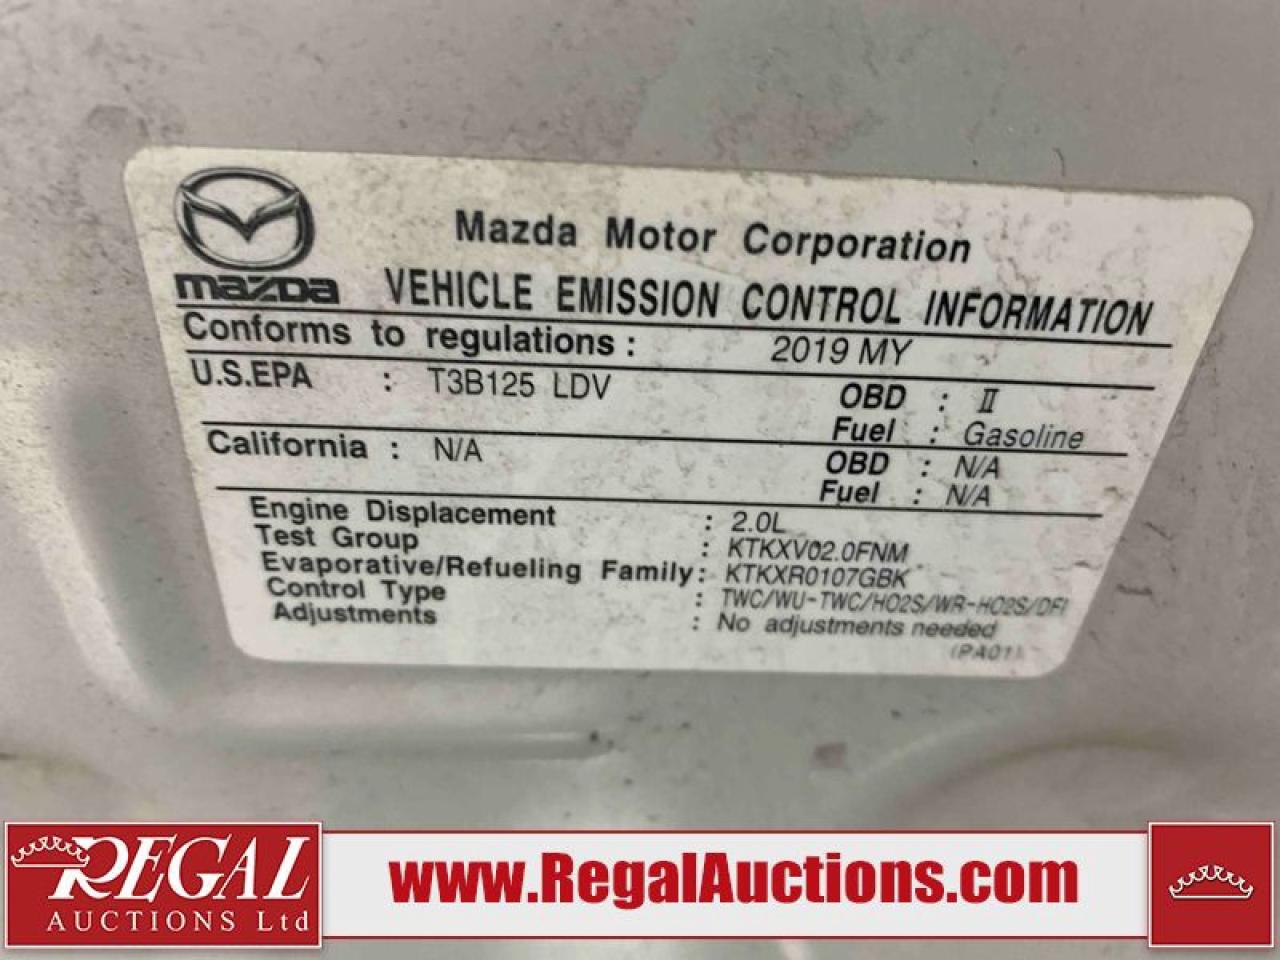 Mazda Motor Corporation
mazDa VEHICLE EMISSION CONTROL INFORMATION
Conforms to regulations : 2019 MY
U.S.EPA : T3B125 LDV OBD : II
Fuel : Gasoline
California : N/A OBD : N/A
Fuel : N/A
Engine Displacement : 2.0L
Test Group : KTKXV02.0FNM
Evaporative/Refueling Family : KTKXR0107GBK
Control Type : TWC/WU-TWC/HO2S/WR-HO2S/DFI
Adjustments : No adjustments needed
(PA01)
REGAL
AUCTIONS Ltd
www.RegalAuctions.com